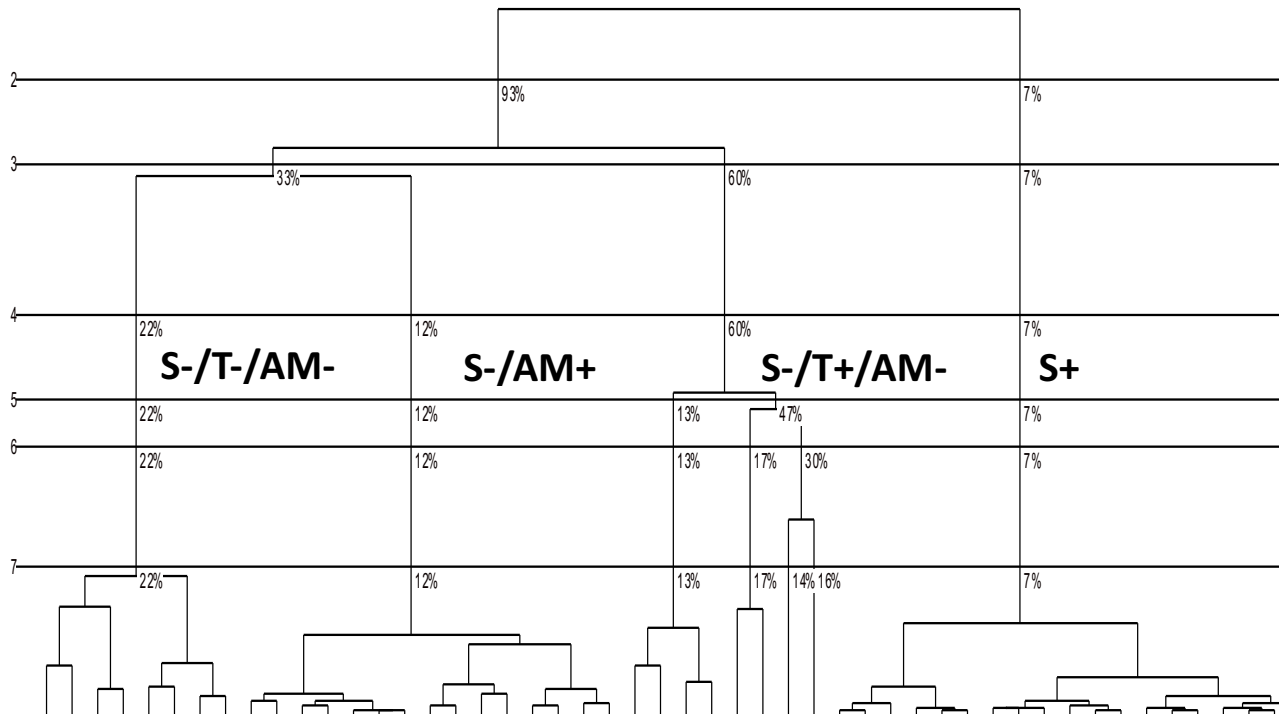 2
93% 7%
3
33% 60% 7%
4
22% 12% 60% 7%
S-/T-/AM- S-/AM+ S-/T+/AM- S+
5
22% 12% 13% 47% 7%
6
22% 12% 13% 17% 30% 7%
7
22% 12% 13% 17% 14% 16% 7%